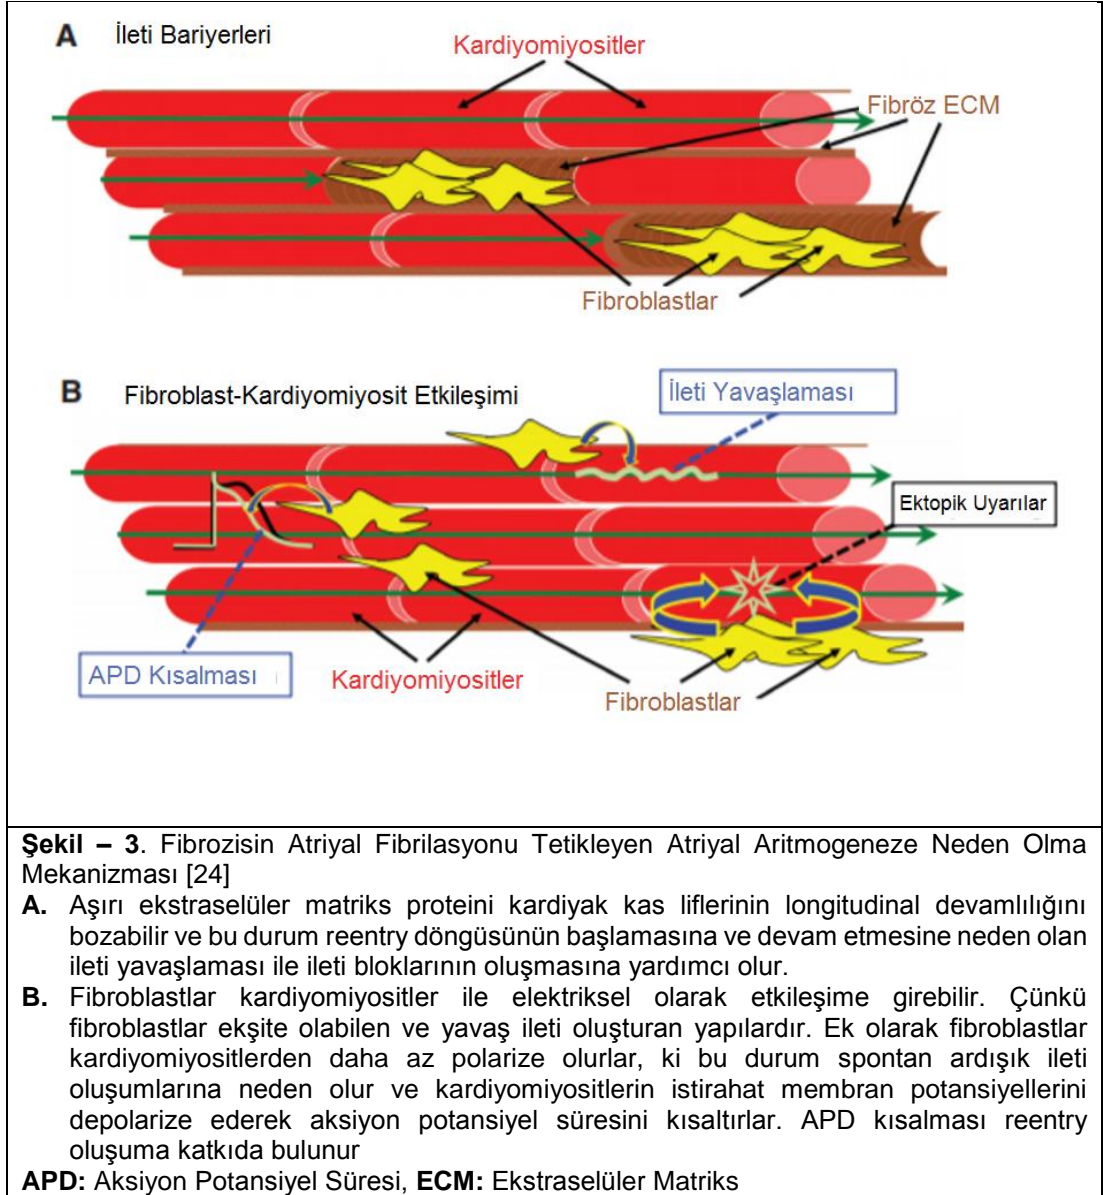 A İleti Bariyerleri
Kardiyomiyositler
Fibröz ECM
Fibroblastlar
B Fibroblast-Kardiyomiyosit Etkileşimi
İleti Yavaşlaması
Ektopik Uyarılar
APD Kısalması
Kardiyomiyositler
Fibroblastlar
Şekil – 3. Fibrozisin Atriyal Fibrilasyonu Tetikleyen Atriyal Aritmogeneze Neden Olma
Mekanizması [24]
A. Aşırı ekstraselüler matriks proteini kardiyak kas liflerinin longitudinal devamlılığını
bozabilir ve bu durum reentry döngüsünün başlamasına ve devam etmesine neden olan
ileti yavaşlaması ile ileti bloklarının oluşmasına yardımcı olur.
B. Fibroblastlar kardiyomiyositler ile elektriksel olarak etkileşime girebilir. Çünkü
fibroblastlar ekşite olabilen ve yavaş ileti oluşturan yapılardır. Ek olarak fibroblastlar
kardiyomiyositlerden daha az polarize olurlar, ki bu durum spontan ardışık ileti
oluşumlarına neden olur ve kardiyomiyositlerin istirahat membran potansiyellerini
depolarize ederek aksiyon potansiyel süresini kısaltırlar. APD kısalması reentry
oluşuma katkıda bulunur
APD: Aksiyon Potansiyel Süresi, ECM: Ekstraselüler Matriks